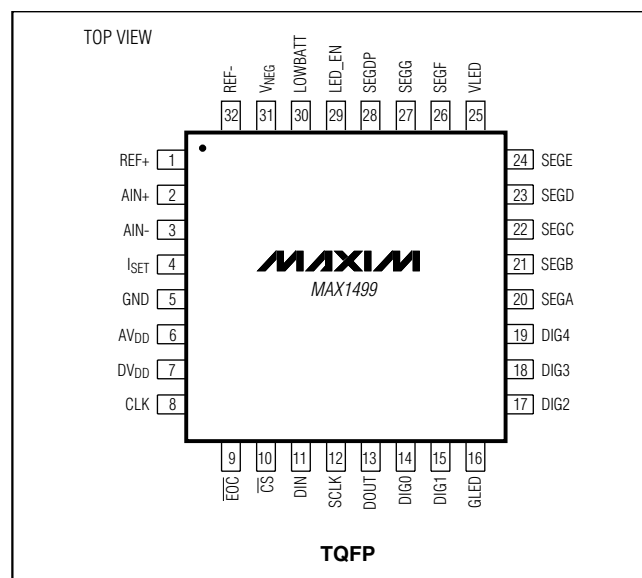 TOP VIEW
REF-
VNEG
LOWBATT
LED_EN
SEGDP
SEGG
SEGF
VLED
32 31 30 29 28 27 26 25
REF+ 1
AIN+ 2
AIN- 3
ISET 4
GND 5
AVDD 6
DVDD 7
CLK 8
24 SEGE
23 SEGD
22 SEGC
21 SEGB
20 SEGA
19 DIG4
18 DIG3
17 DIG2
MAXIM
MAX1499
9 10 11 12 13 14 15 16
E̅O̅C̅
C̅S̅
DIN
SCLK
DOUT
DIG0
DIG1
GLED
TQFP